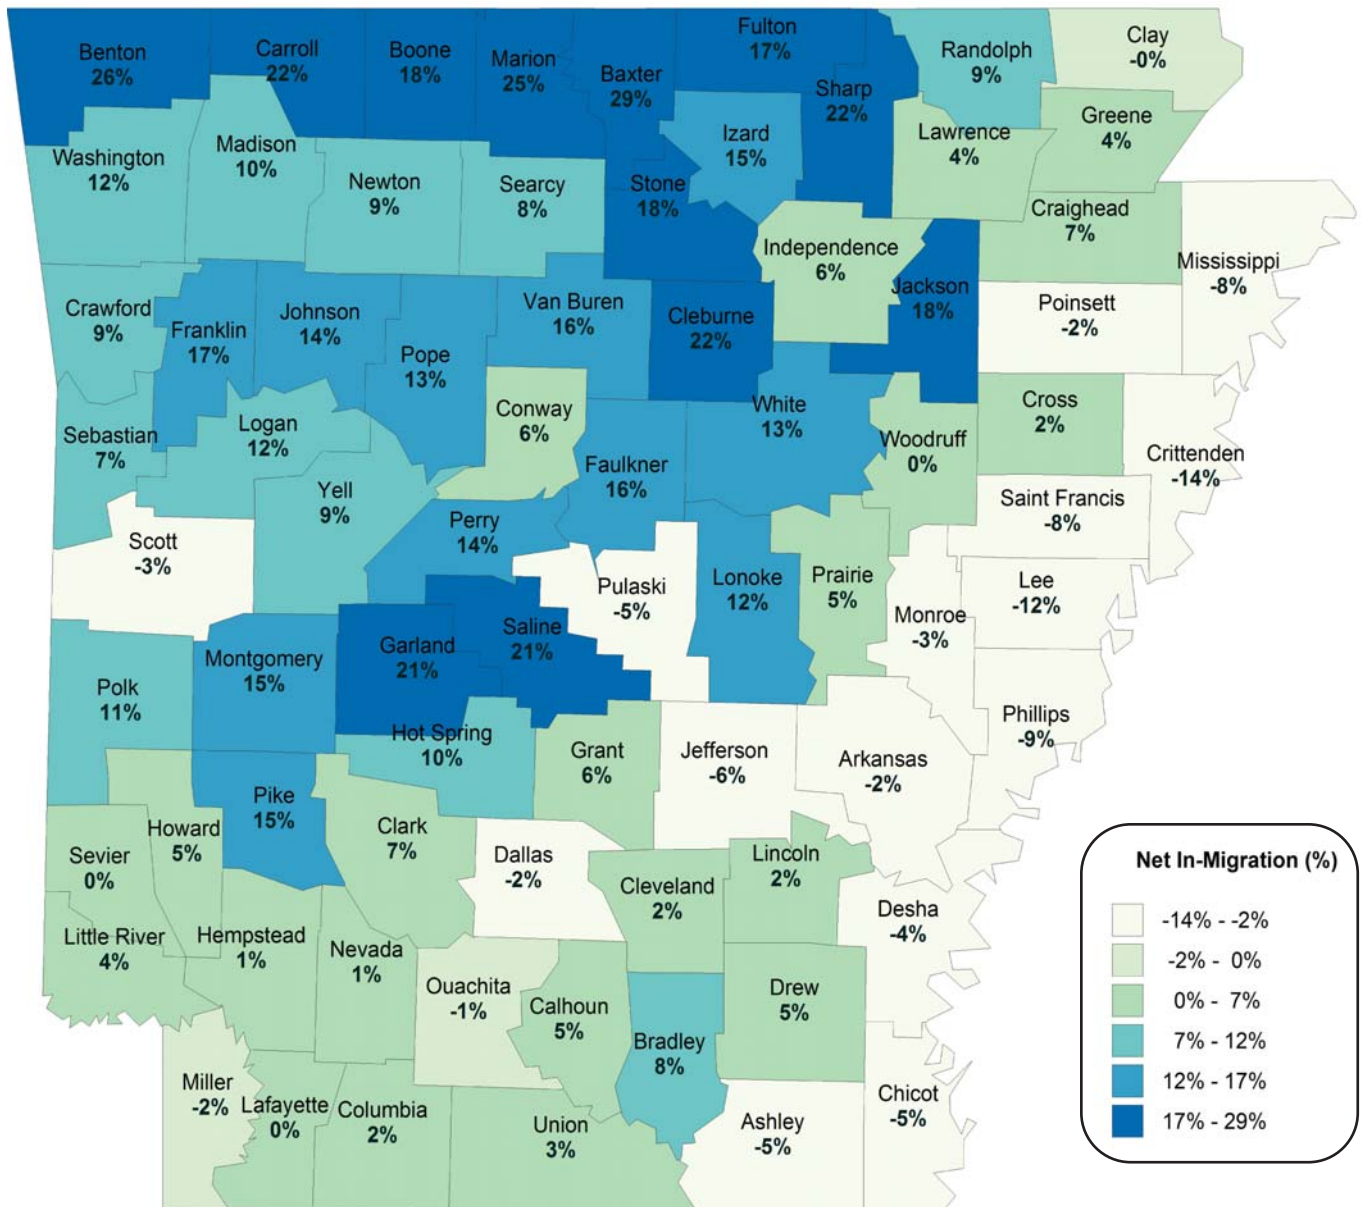 Benton
26%
Carroll
22%
Boone
18%
Marion
25%
Baxter
29%
Fulton
17%
Sharp
22%
Randolph
9%
Clay
-0%
Greene
4%
Lawrence
4%
Izard
15%
Washington
12%
Madison
10%
Newton
9%
Searcy
8%
Stone
18%
Craighead
7%
Mississippi
-8%
Independence
6%
Jackson
18%
Poinsett
-2%
Crawford
9%
Franklin
17%
Johnson
14%
Pope
13%
Van Buren
16%
Cleburne
22%
White
13%
Woodruff
0%
Cross
2%
Crittenden
-14%
Sebastian
7%
Logan
12%
Conway
6%
Faulkner
16%
Saint Francis
-8%
Yell
9%
Perry
14%
Scott
-3%
Pulaski
-5%
Lonoke
12%
Prairie
5%
Monroe
-3%
Lee
-12%
Garland
21%
Saline
21%
Montgomery
15%
Polk
11%
Hot Spring
10%
Grant
6%
Jefferson
-6%
Arkansas
-2%
Phillips
-9%
Pike
15%
Howard
5%
Sevier
0%
Clark
7%
Dallas
-2%
Cleveland
2%
Lincoln
2%
Desha
-4%
Little River
4%
Hempstead
1%
Nevada
1%
Ouachita
-1%
Calhoun
5%
Bradley
8%
Drew
5%
Miller
-2%
Lafayette
0%
Columbia
2%
Union
3%
Ashley
-5%
Chicot
-5%
Net In-Migration (%)
-14% - -2%
-2% - 0%
0% - 7%
7% - 12%
12% - 17%
17% - 29%